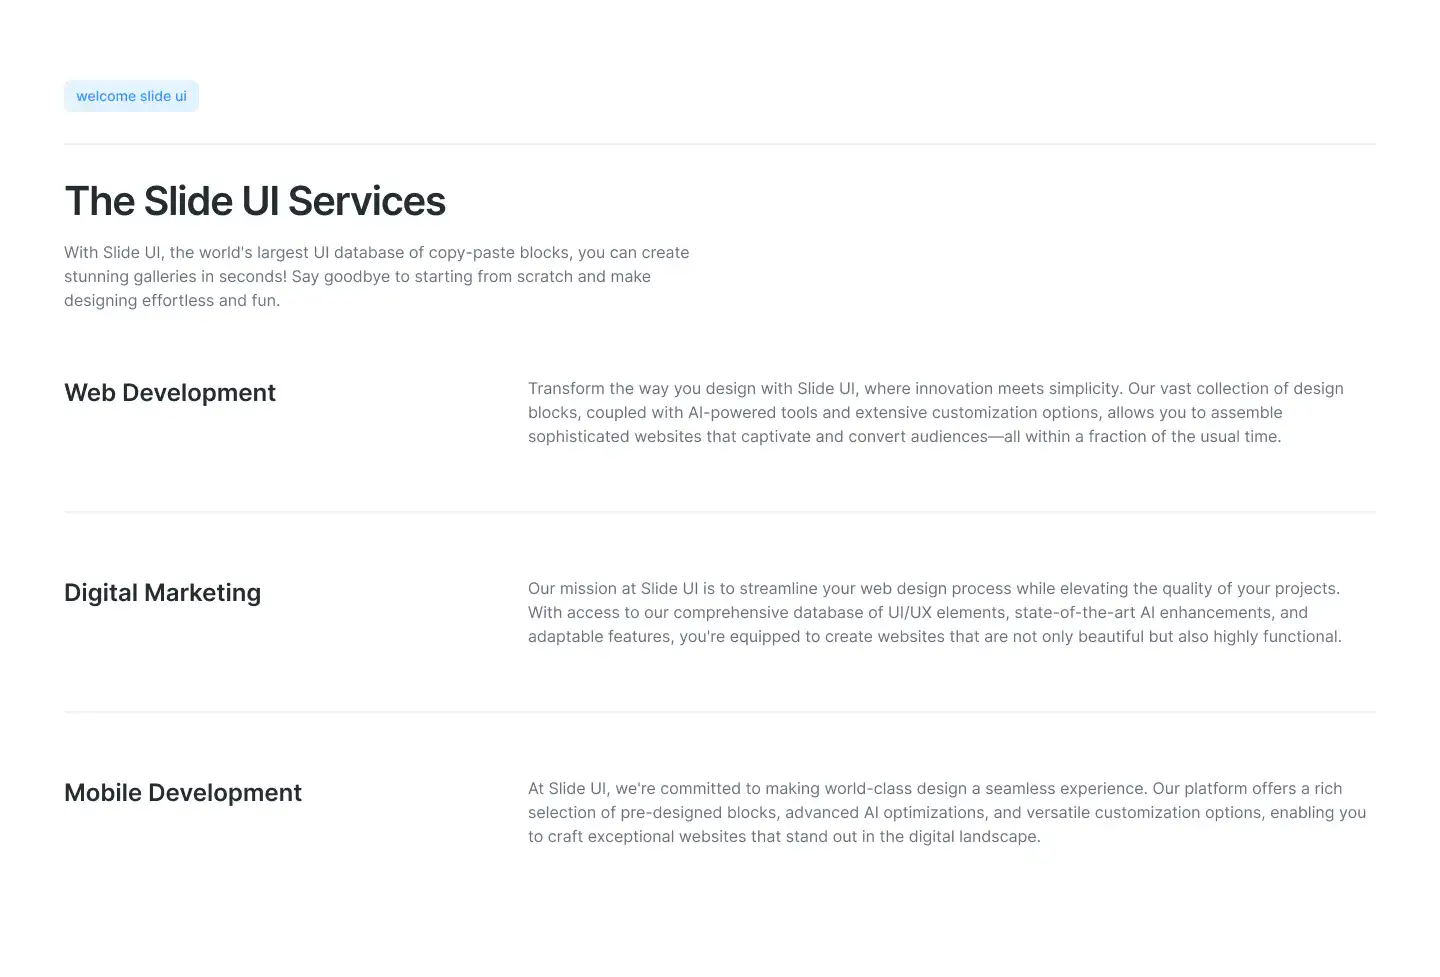 welcome slide ui
The Slide UI Services
With Slide UI, the world's largest UI database of copy-paste blocks, you can create
stunning galleries in seconds! Say goodbye to starting from scratch and make
designing effortless and fun.
Web Development
Transform the way you design with Slide UI, where innovation meets simplicity. Our vast collection of design
blocks, coupled with AI-powered tools and extensive customization options, allows you to assemble
sophisticated websites that captivate and convert audiences—all within a fraction of the usual time.
Digital Marketing
Our mission at Slide UI is to streamline your web design process while elevating the quality of your projects.
With access to our comprehensive database of UI/UX elements, state-of-the-art AI enhancements, and
adaptable features, you're equipped to create websites that are not only beautiful but also highly functional.
Mobile Development
At Slide UI, we're committed to making world-class design a seamless experience. Our platform offers a rich
selection of pre-designed blocks, advanced AI optimizations, and versatile customization options, enabling you
to craft exceptional websites that stand out in the digital landscape.